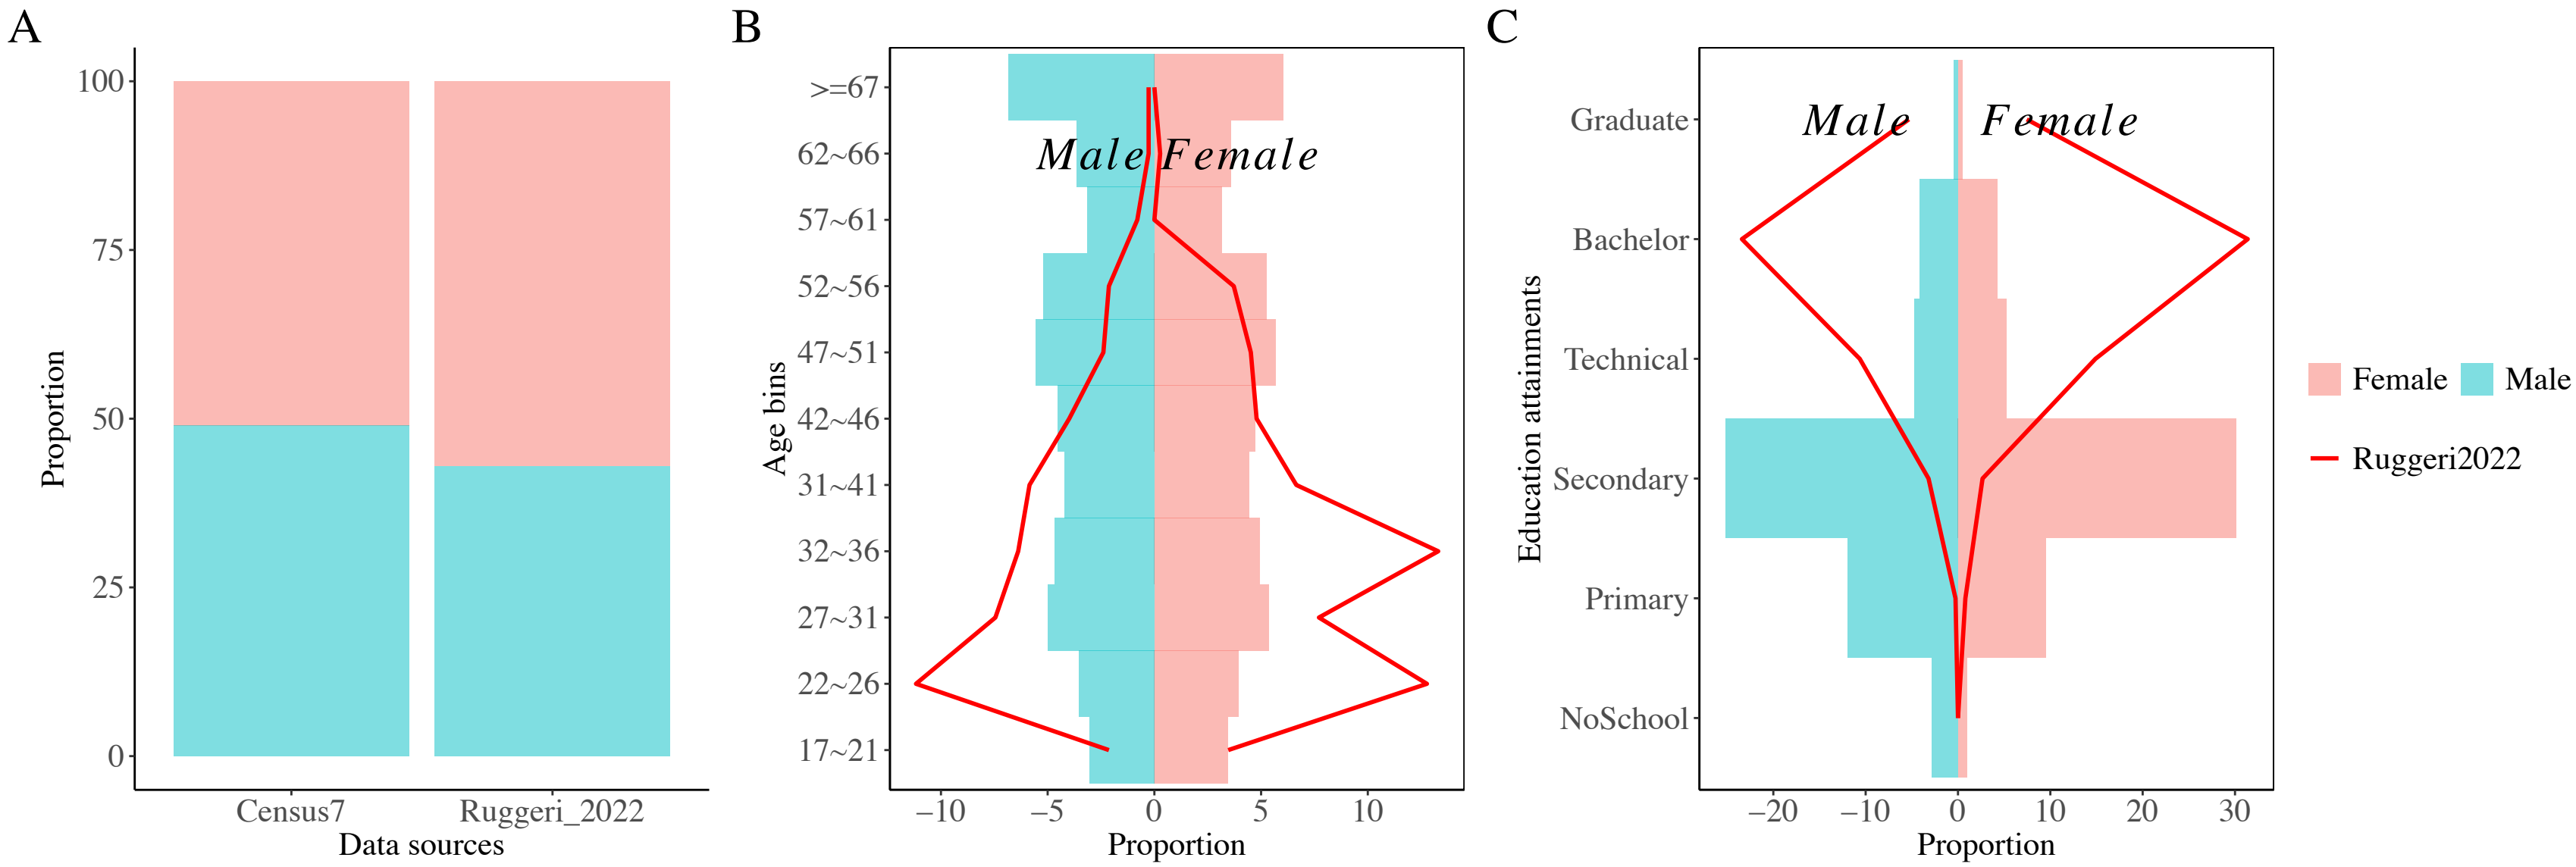 A
Proportion
100
75
50
25
0
Census7
Ruggeri_2022
Data sources
B
Age bins
>=67
62~66
57~61
52~56
47~51
42~46
31~41
32~36
27~31
22~26
17~21
Male
Female
−10
−5
0
5
10
Proportion
C
Education attainments
Graduate
Bachelor
Technical
Secondary
Primary
NoSchool
Male
Female
−20
−10
0
10
20
30
Proportion
Female
Male
Ruggeri2022